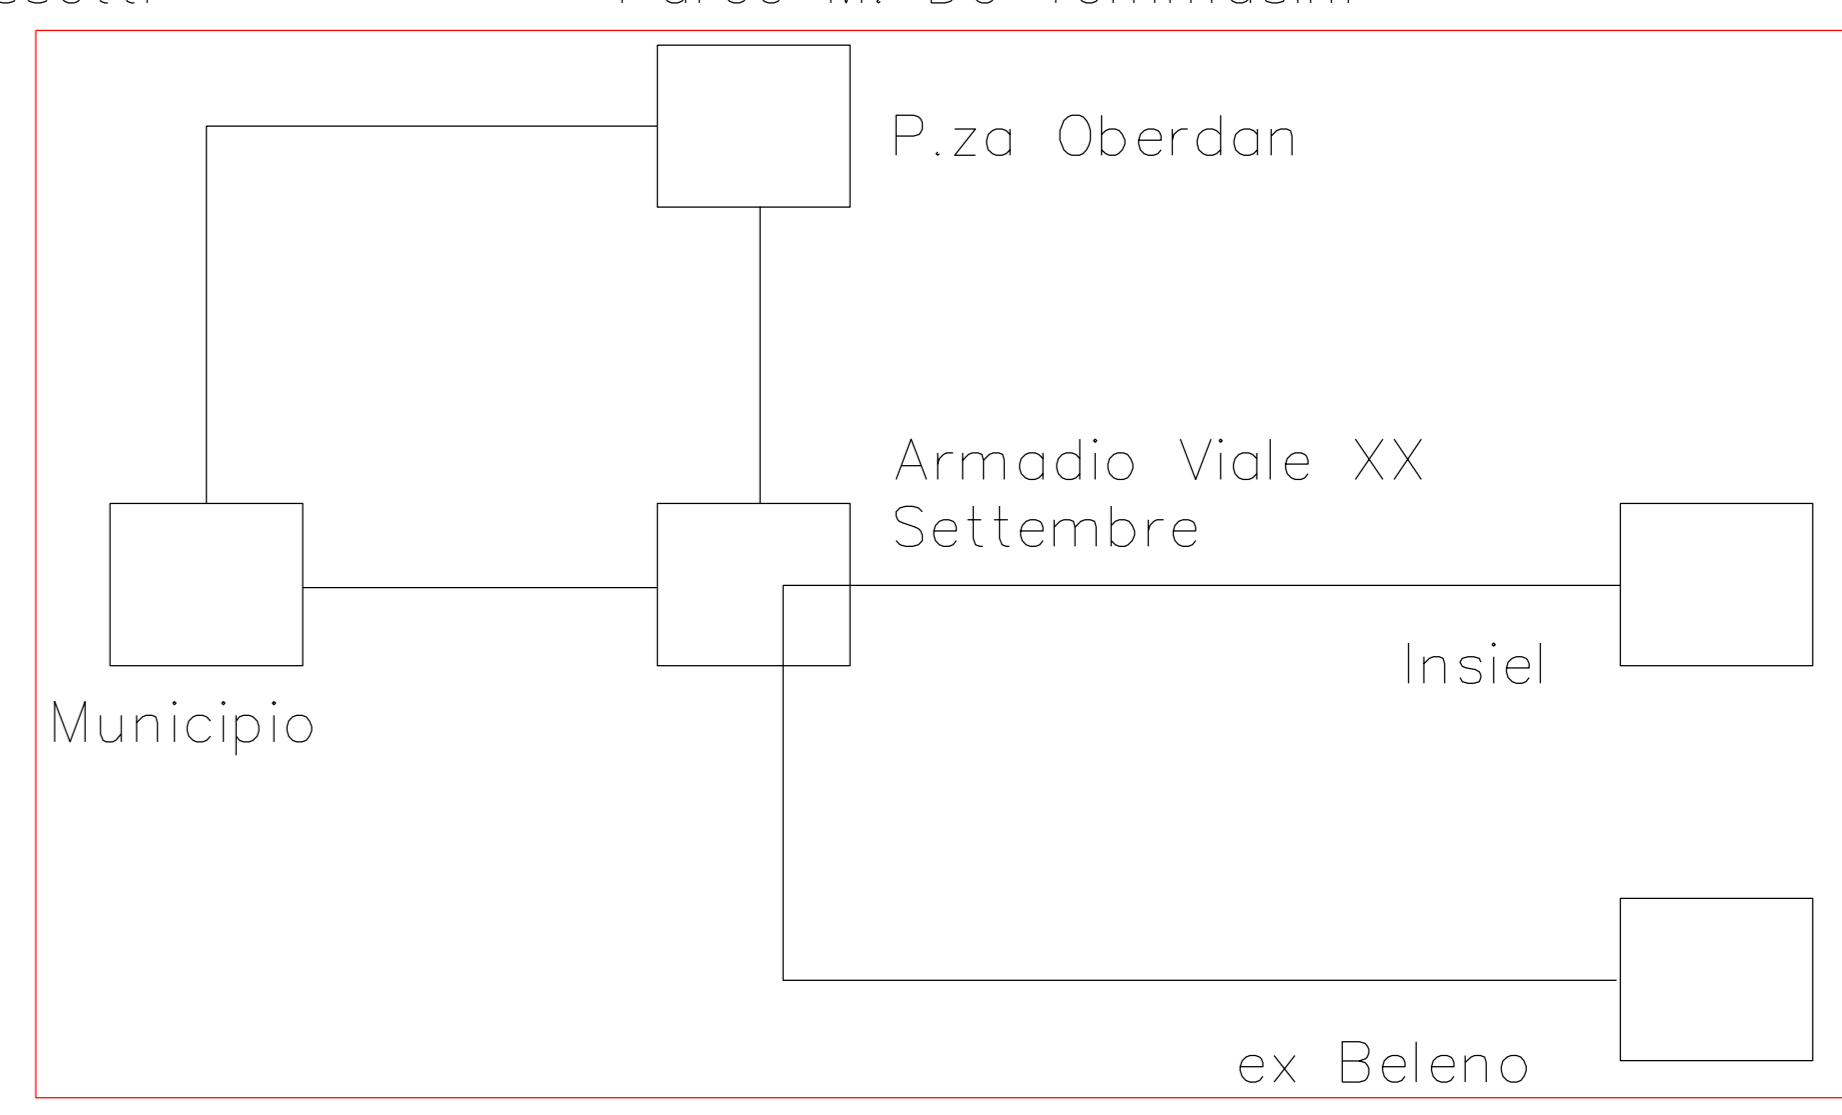 P.za Oberdan
Armadio Viale XX
Settembre
Insiel
Municipio
ex Beleno